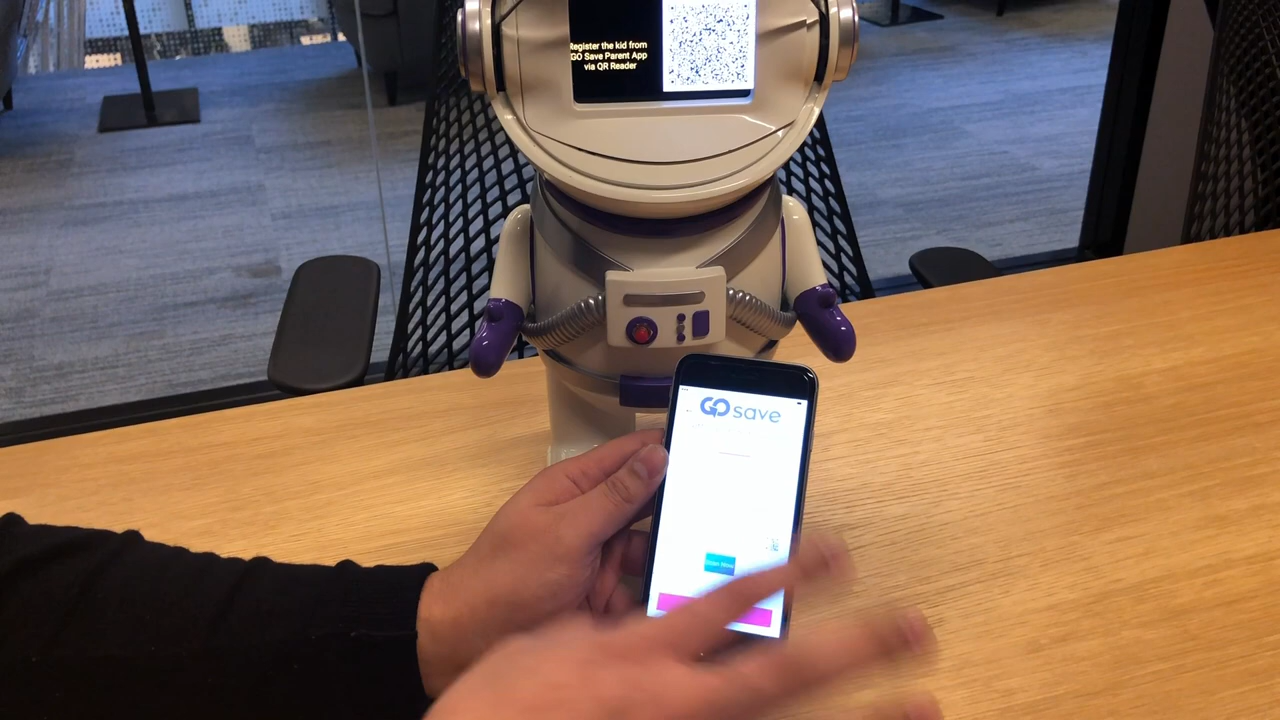 Register the kid from
GO Save Parent App
via QR Reader
GO save